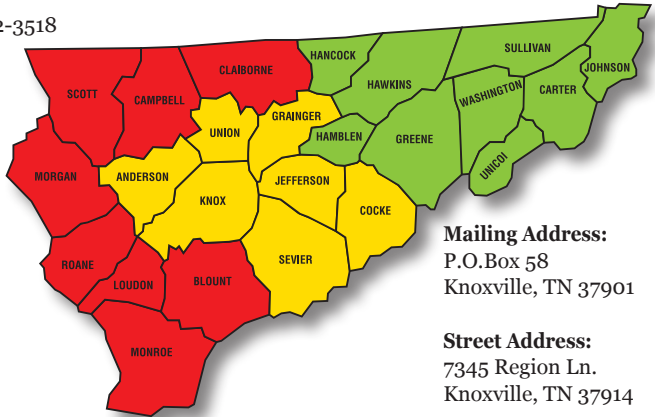 2-3518
HANCOCK
SULLIVAN
CLAIBORNE
JOHNSON
HAWKINS
SCOTT
CAMPBELL
WASHINGTON
CARTER
GRAINGER
UNION
HAMBLEN
GREENE
UNICOI
MORGAN
ANDERSON
JEFFERSON
KNOX
COCKE
ROANE
SEVIER
LOUDON
BLOUNT
MONROE
Mailing Address:
P.O.Box 58
Knoxville, TN 37901
Street Address:
7345 Region Ln.
Knoxville, TN 37914